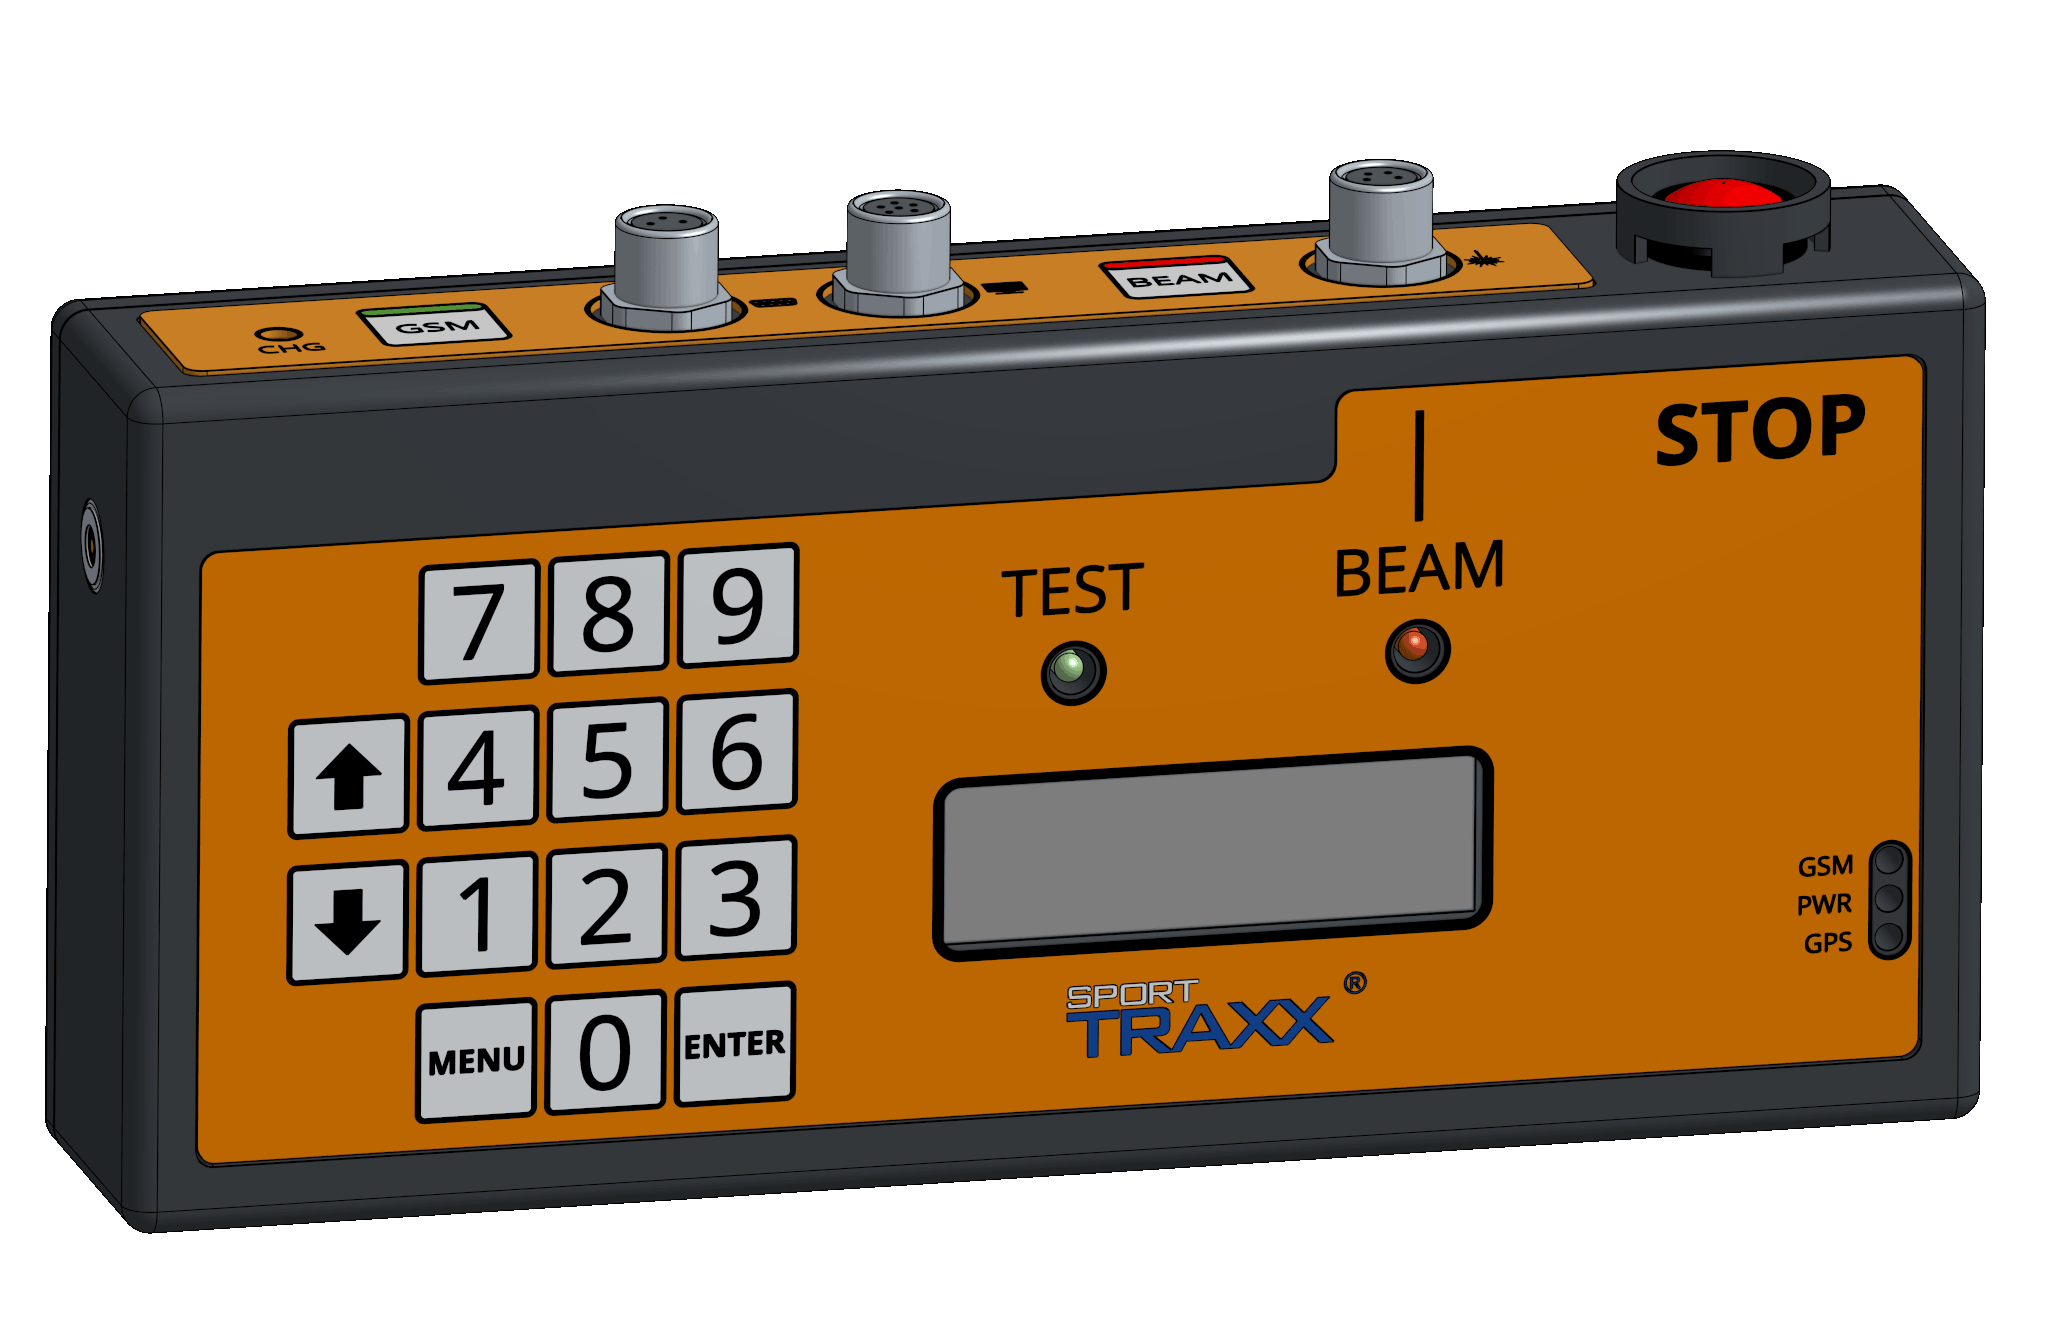 CHG
GSM
BEAM
STOP
TEST
BEAM
7 8 9
4 5 6
1 2 3
MENU 0 ENTER
GSM
PWR
GPS
SPORT
TRAXX ®